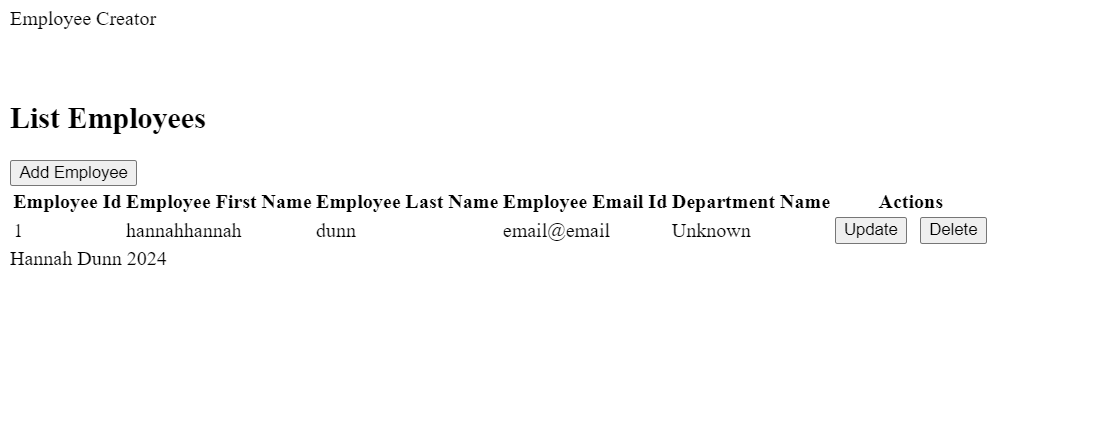 Employee Creator
List Employees
Add Employee
Employee Id Employee First Name Employee Last Name Employee Email Id Department Name Actions
1 hannahhannah dunn email@email Unknown Update Delete
Hannah Dunn 2024